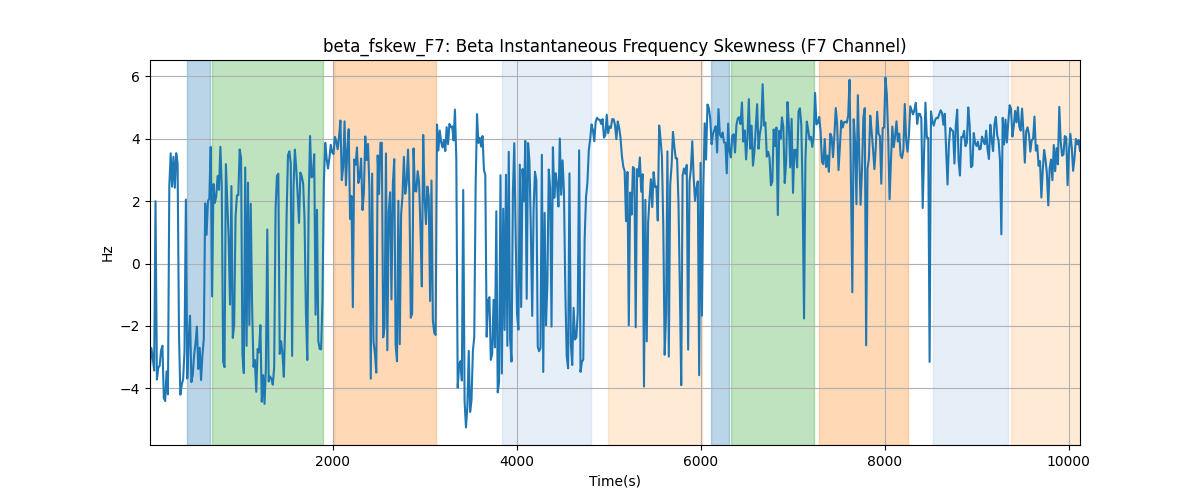 beta_fskew_F7: Beta Instantaneous Frequency Skewness (F7 Channel)
6
4
2
0
−2
−4
Hz
2000 4000 6000 8000 10000
Time(s)